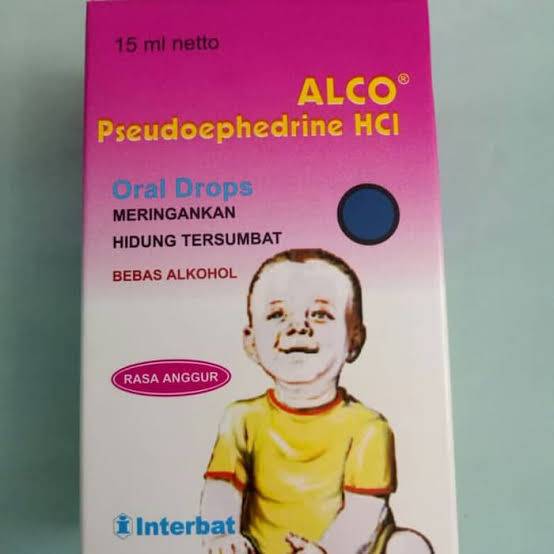 15 ml netto
ALCO®
Pseudoephedrine HCl
Oral Drops
MERINGANKAN
HIDUNG TERSUMBAT
BEBAS ALKOHOL
RASA ANGGUR
Interbat